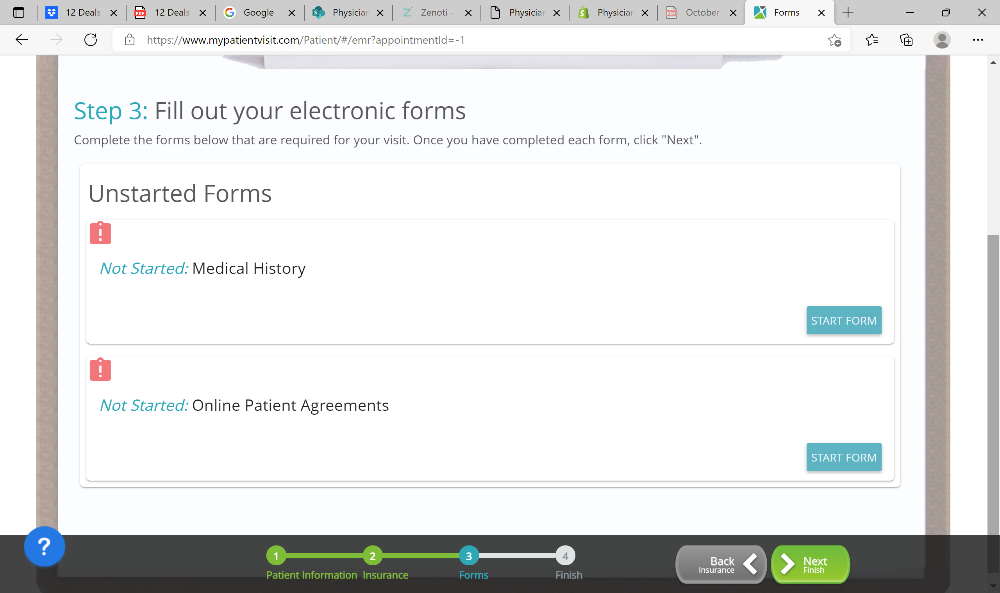 12 Deals
PDF
12 Deals
Google
S
Physician
Z
Zenoti -
Physician
Physician
PDF
October
Forms
https://www.mypatientvisit.com/Patient/#/emr?appointmentId=-1
Step 3: Fill out your electronic forms
Complete the forms below that are required for your visit. Once you have completed each form, click "Next".
Unstarted Forms
!
Not Started: Medical History
START FORM
!
Not Started: Online Patient Agreements
START FORM
?
1 2 3 4
Patient Information Insurance Forms Finish
Back
Insurance
Next
Finish